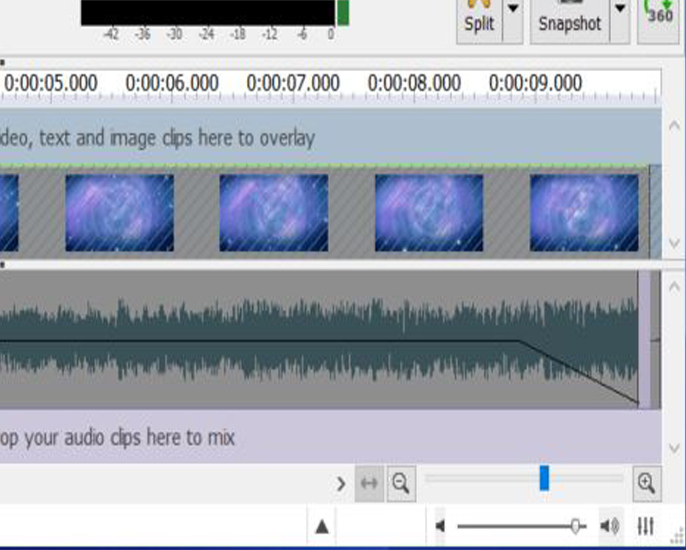 -42 -36 -30 -24 -18 -12 -6 0
Split
Snapshot
360
0:00:05.000 0:00:06.000 0:00:07.000 0:00:08.000 0:00:09.000
deo, text and image clips here to overlay
op your audio clips here to mix